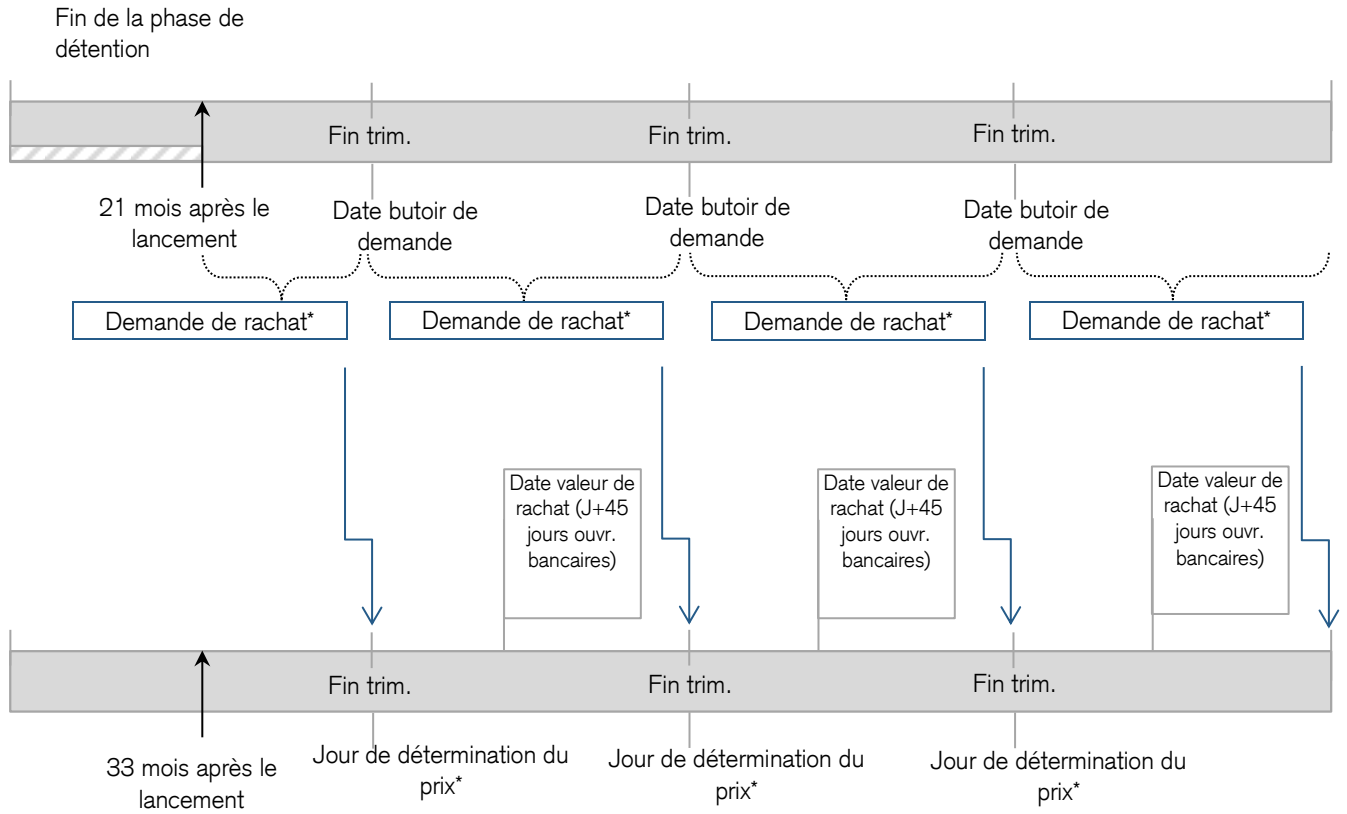 Fin de la phase de
détention
Fin trim.
Fin trim.
Fin trim.
21 mois après le
lancement
Date butoir de
demande
Date butoir de
demande
Date butoir de
demande
Demande de rachat*
Demande de rachat*
Demande de rachat*
Demande de rachat*
Date valeur de
rachat (J+45
jours ouvr.
bancaires)
Date valeur de
rachat (J+45
jours ouvr.
bancaires)
Date valeur de
rachat (J+45
jours ouvr.
bancaires)
Fin trim.
Fin trim.
Fin trim.
33 mois après le
lancement
Jour de détermination du
prix*
Jour de détermination du
prix*
Jour de détermination du
prix*